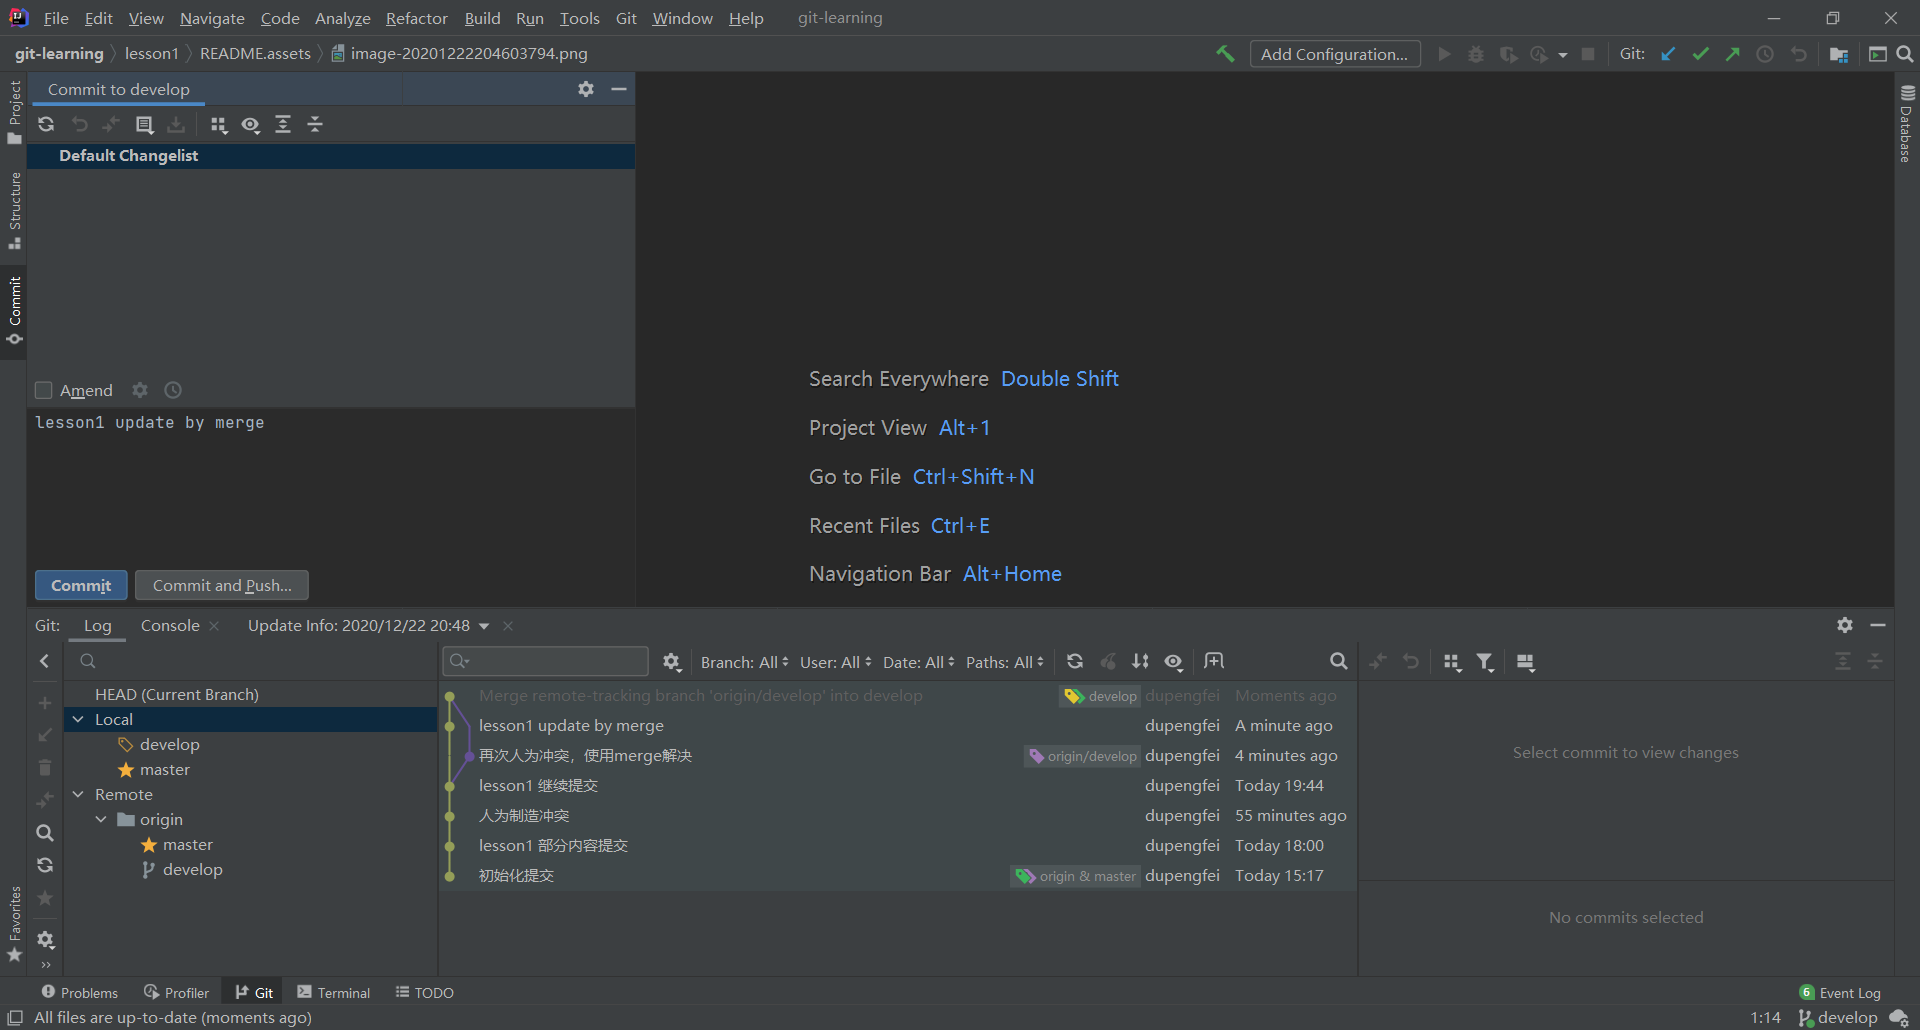 File Edit View Navigate Code Analyze Refactor Build Run Tools Git Window Help git-learning
git-learning lesson1 README.assets image-20201222204603794.png
Add Configuration... Git:
Project
Structure
Commit
Favorites
Database
Commit to develop
Default Changelist
Amend
lesson1 update by merge
Commit Commit and Push...
Search Everywhere Double Shift
Project View Alt+1
Go to File Ctrl+Shift+N
Recent Files Ctrl+E
Navigation Bar Alt+Home
Git: Log Console Update Info: 2020/12/22 20:48
Branch: All User: All Date: All Paths: All
HEAD (Current Branch)
Local
develop
master
Remote
origin
master
develop
Merge remote-tracking branch 'origin/develop' into develop develop dupengfei Moments ago
lesson1 update by merge dupengfei A minute ago
再次人为冲突，使用merge解决 origin/develop dupengfei 4 minutes ago
lesson1 继续提交 dupengfei Today 19:44
人为制造冲突 dupengfei 55 minutes ago
lesson1 部分内容提交 dupengfei Today 18:00
初始化提交 origin & master dupengfei Today 15:17
Select commit to view changes
No commits selected
Problems Profiler Git Terminal TODO 6 Event Log
All files are up-to-date (moments ago) 1:14 develop